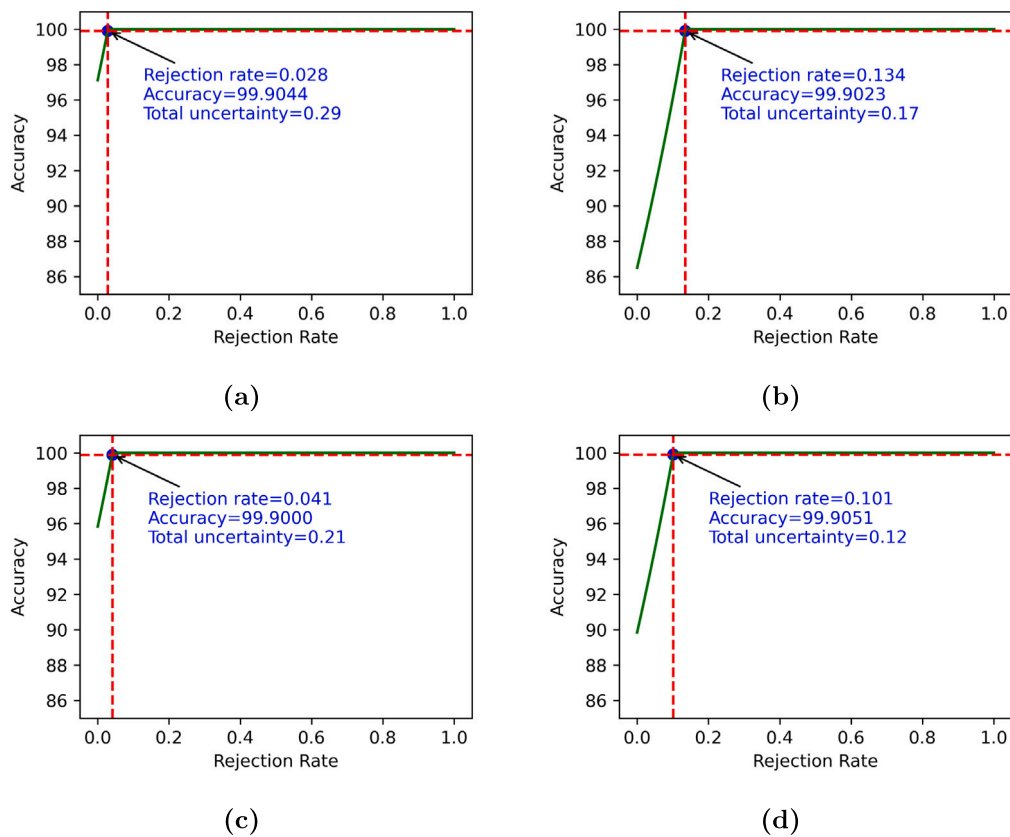 100
98
96
94
92
90
88
86
Accuracy
Rejection rate=0.028
Accuracy=99.9044
Total uncertainty=0.29
0.0 0.2 0.4 0.6 0.8 1.0
Rejection Rate
(a)
100
98
96
94
92
90
88
86
Accuracy
Rejection rate=0.134
Accuracy=99.9023
Total uncertainty=0.17
0.0 0.2 0.4 0.6 0.8 1.0
Rejection Rate
(b)
100
98
96
94
92
90
88
86
Accuracy
Rejection rate=0.041
Accuracy=99.9000
Total uncertainty=0.21
0.0 0.2 0.4 0.6 0.8 1.0
Rejection Rate
(c)
100
98
96
94
92
90
88
86
Accuracy
Rejection rate=0.101
Accuracy=99.9051
Total uncertainty=0.12
0.0 0.2 0.4 0.6 0.8 1.0
Rejection Rate
(d)